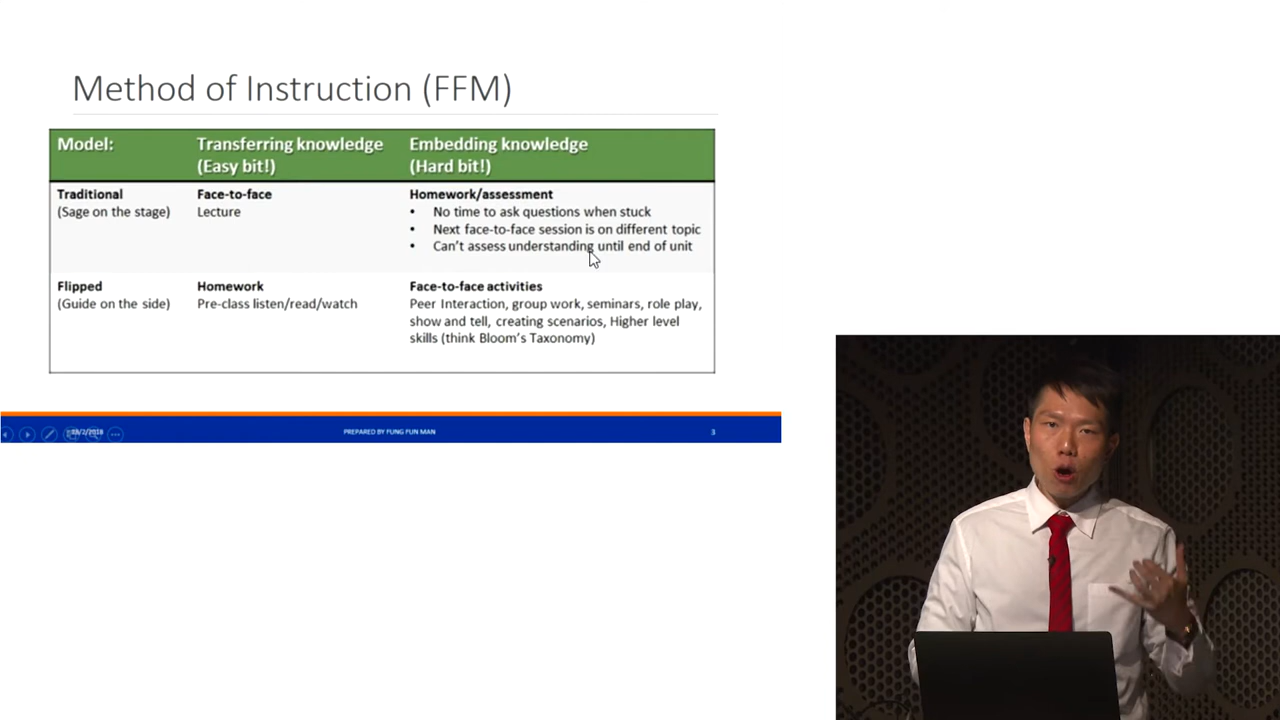 Method of Instruction (FFM)
Model:
Transferring knowledge
(Easy bit!)
Embedding knowledge
(Hard bit!)
Traditional
(Sage on the stage)
Face-to-face
Lecture
Homework/assessment
• No time to ask questions when stuck
• Next face-to-face session is on different topic
• Can't assess understanding until end of unit
Flipped
(Guide on the side)
Homework
Pre-class listen/read/watch
Face-to-face activities
Peer Interaction, group work, seminars, role play,
show and tell, creating scenarios, Higher level
skills (think Bloom's Taxonomy)
PREPARED BY FUNG FUN MAN
3